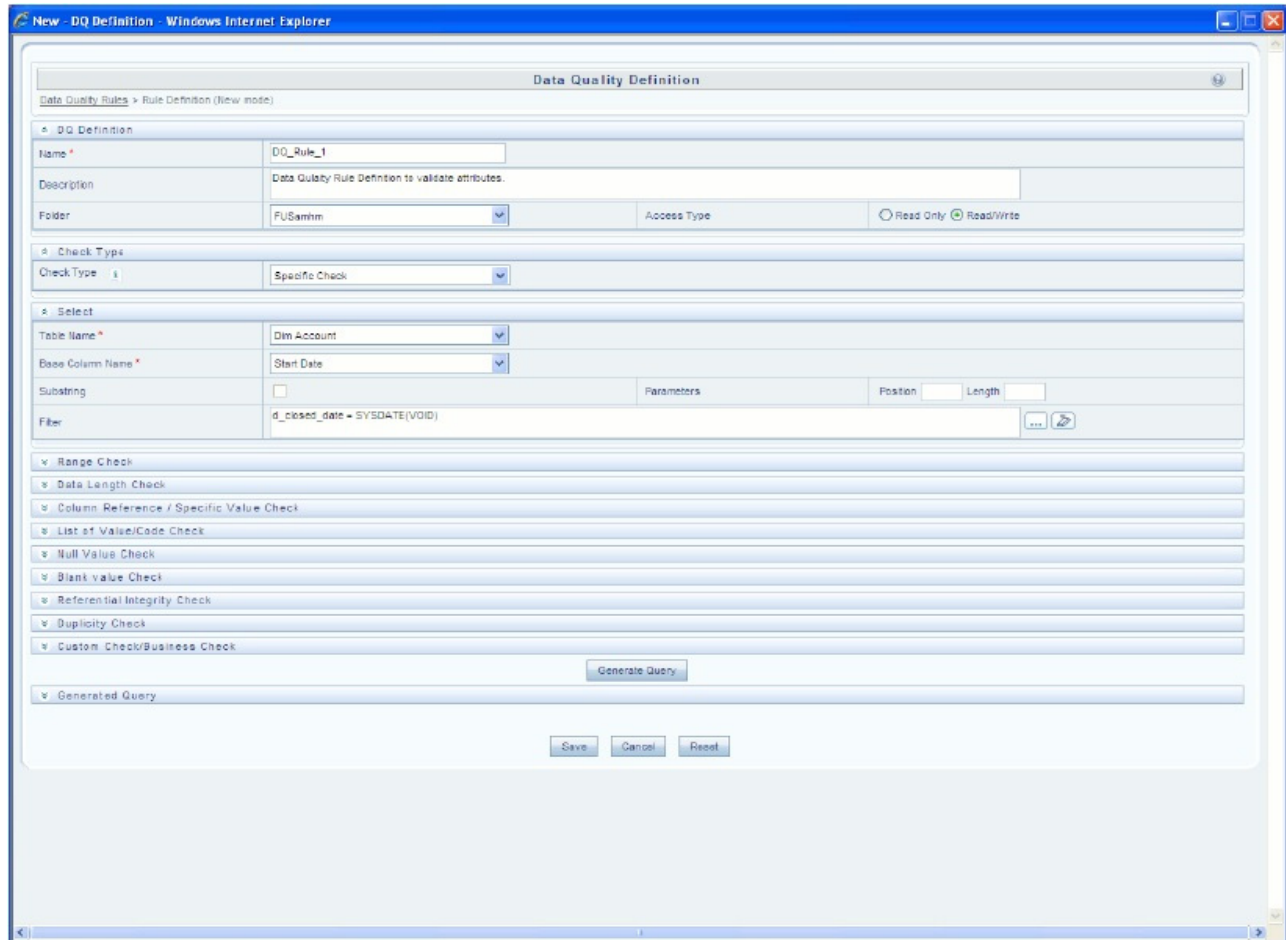 New - DQ Definition - Windows Internet Explorer
Data Quality Definition
Data Quality Rules > Rule Definition (New mode)
DQ Definition
Name *
DQ_Rule_1
Description
Data Qulaity Rule Definition to validate attributes.
Folder
FUSamhm
Access Type
Read Only Read/Write
Check Type
Check Type
Specific Check
Select
Table Name *
Dim Account
Base Column Name *
Start Date
Substring
Parameters
Position Length
Filter
d_closed_date = SYSDATE(VOID)
...
Range Check
Data Length Check
Column Reference / Specific Value Check
List of Value/Code Check
Null Value Check
Blank value Check
Referential Integrity Check
Duplicity Check
Custom Check/Business Check
Generate Query
Generated Query
Save Cancel Reset